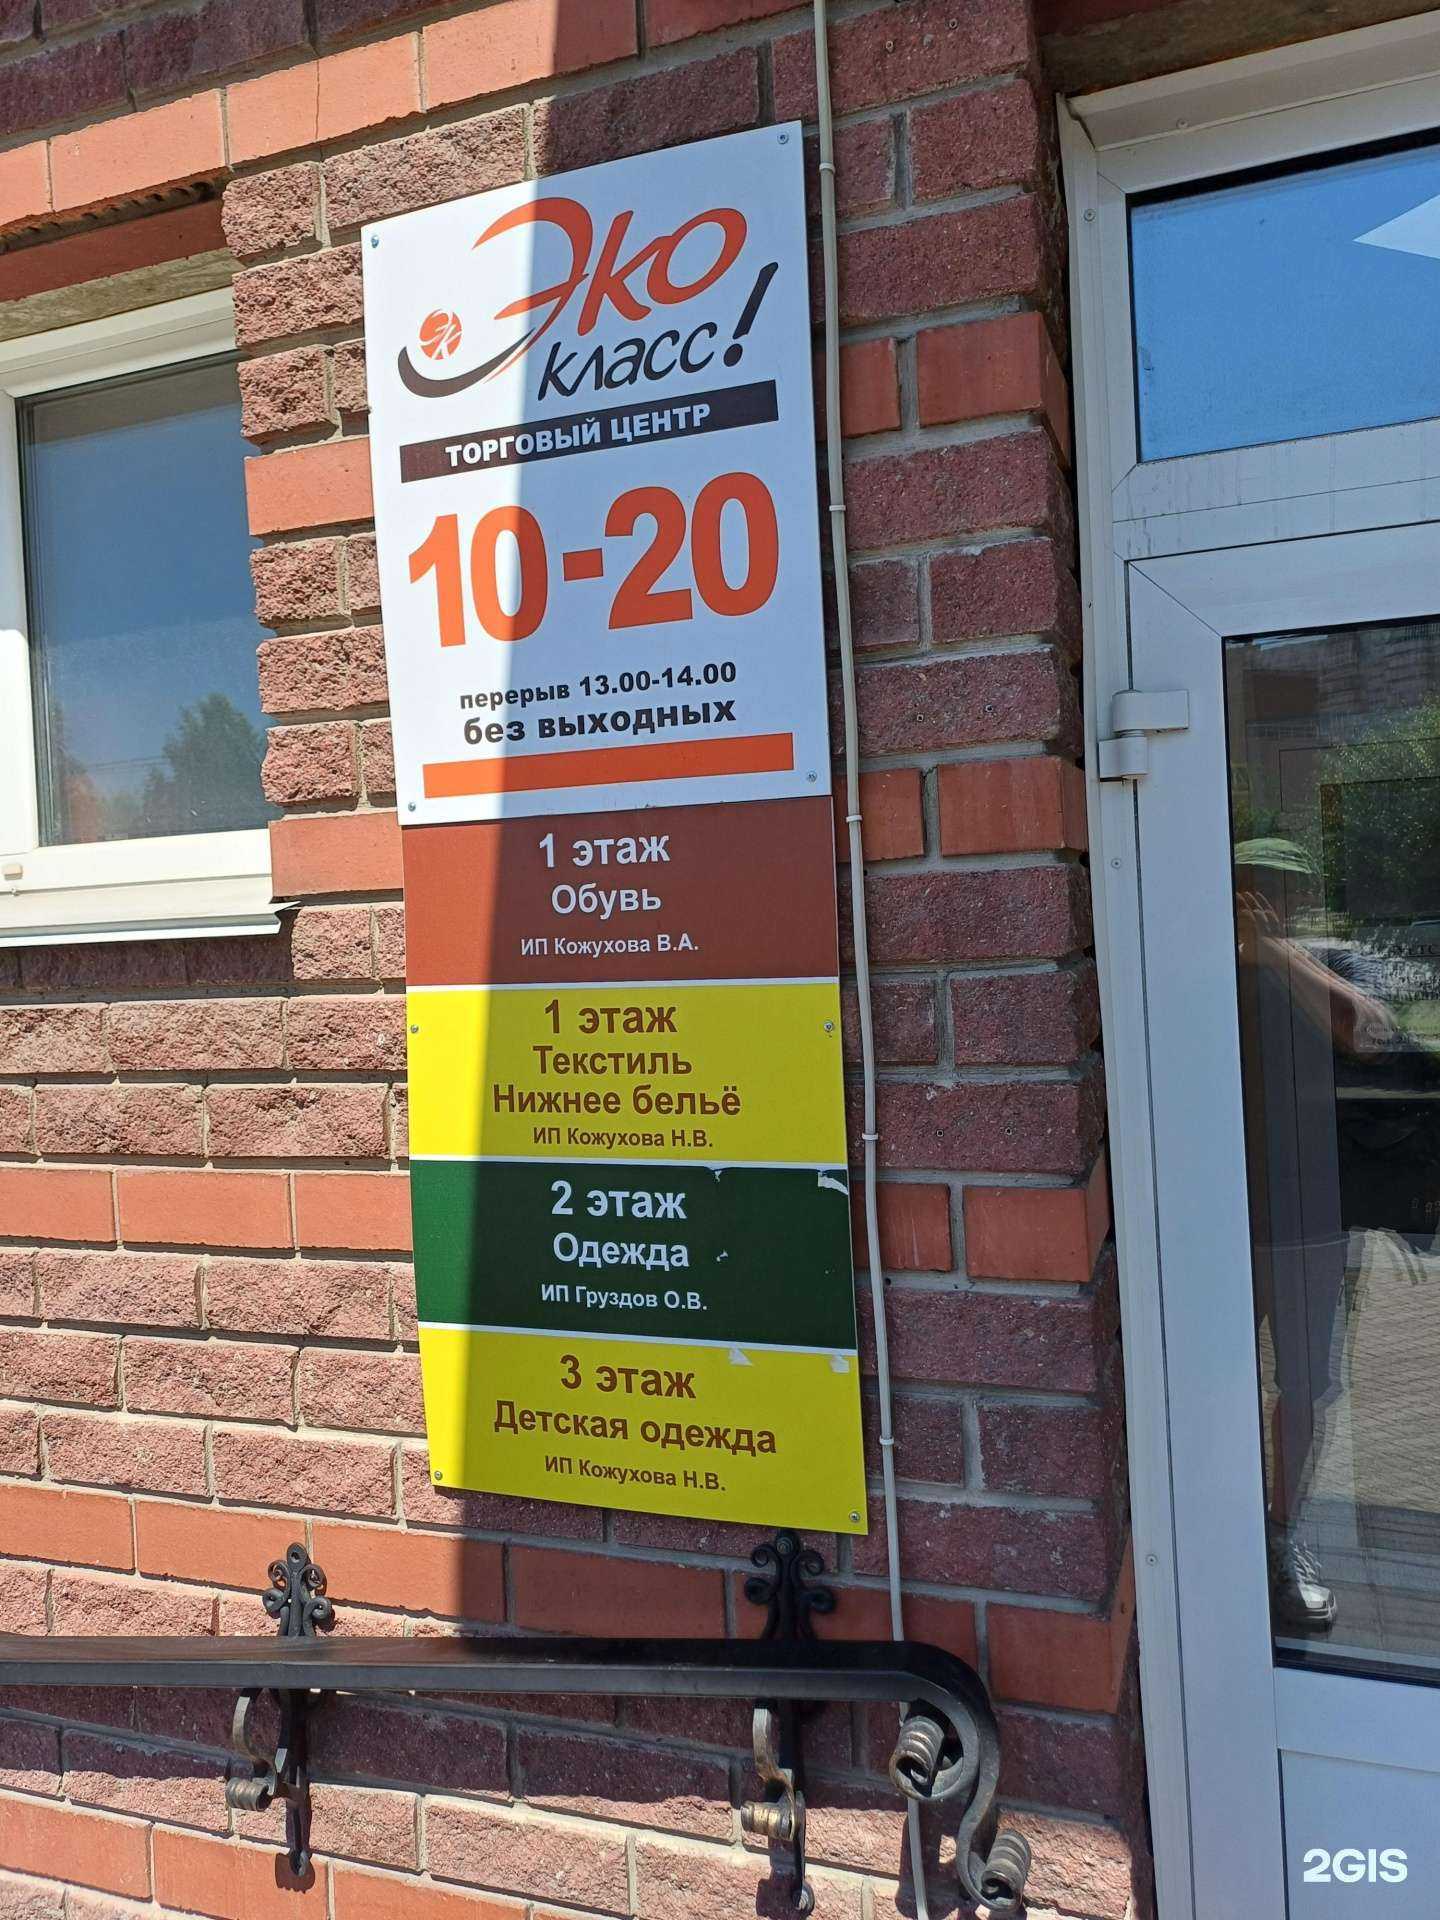 ЭК
Эко
класс!
ТОРГОВЫЙ ЦЕНТР
10-20
перерыв 13.00-14.00
без выходных
1 этаж
Обувь
ИП Кожухова В.А.
1 этаж
Текстиль
Нижнее бельё
ИП Кожухова Н.В.
2 этаж
Одежда
ИП Груздов О.В.
3 этаж
Детская одежда
ИП Кожухова Н.В.
2GIS